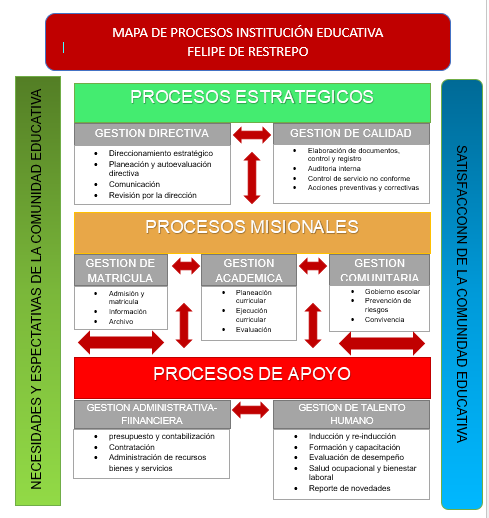 MAPA DE PROCESOS INSTITUCIÓN EDUCATIVA
FELIPE DE RESTREPO
NECESIDADES Y ESPECTATIVAS DE LA COMUNIDAD EDUCATIVA
PROCESOS ESTRATEGICOS
GESTION DIRECTIVA
• Direccionamiento estratégico
• Planeación y autoevaluación
directiva
• Comunicación
• Revisión por la dirección
GESTION DE CALIDAD
• Elaboración de documentos,
control y registro
• Auditoria interna
• Control de servicio no conforme
• Acciones preventivas y correctivas
PROCESOS MISIONALES
GESTION DE
MATRICULA
• Admisión y
matricula
• Información
• Archivo
GESTION
ACADEMICA
• Planeación
curricular
• Ejecución
curricular
• Evaluación
GESTION
COMUNITARIA
• Gobierno escolar
• Prevención de
riesgos
• Convivencia
PROCESOS DE APOYO
GESTION ADMINISTRATIVA-
FIINANCIERA
• presupuesto y contabilización
• Contratación
• Administración de recursos
bienes y servicios
GESTION DE TALENTO
HUMANO
• Inducción y re-inducción
• Formación y capacitación
• Evaluación de desempeño
• Salud ocupacional y bienestar
laboral
• Reporte de novedades
SATISFACCONN DE LA COMUNIDAD EDUCATIVA